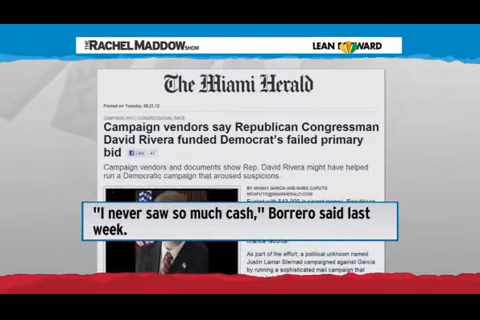 THE RACHEL MADDOW SHOW
LEAN FORWARD
The Miami Herald
Posted on Tuesday, 08.21.12
CAMPAIGN 2012 | CONGRESSIONAL RACE
Campaign vendors say Republican Congressman
David Rivera funded Democrat's failed primary
bid
Like 47
Campaign vendors and documents show Rep. David Rivera might have helped
run a Democratic campaign that aroused suspicions.
BY MANNY GARCIA AND MARC CAPUTO
MCAPUTO@MIAMIHERALD.COM
"I never saw so much cash," Borrero said last
week.
As part of the effort, a political unknown named
Justin Lamar Sternad campaigned against Garcia
by running a sophisticated mail campaign that